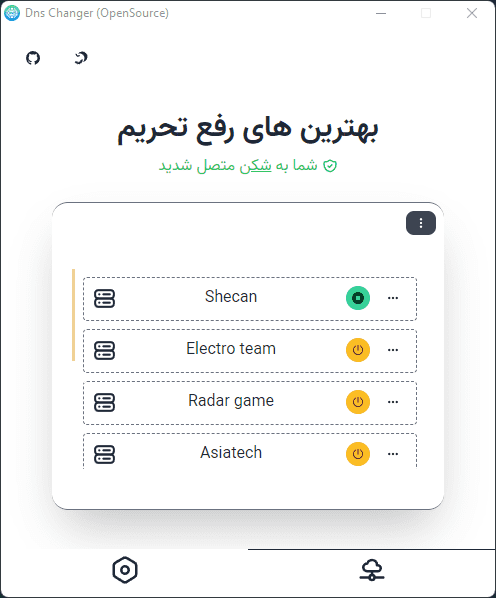 Dns Changer (OpenSource)
بهترین های رفع تحریم
شما به شکن متصل شدید
Shecan
Electro team
Radar game
Asiatech